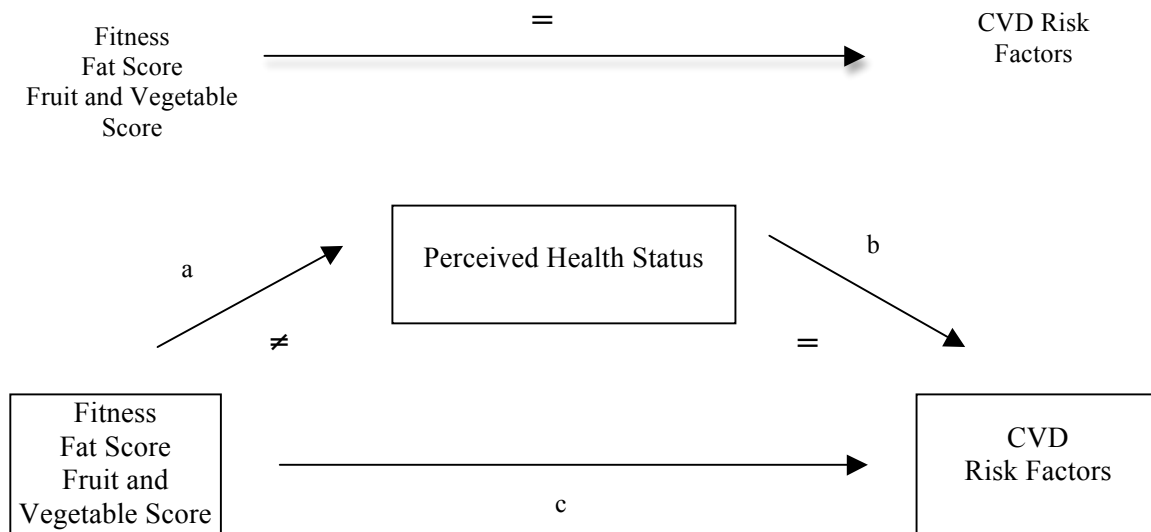 =
Fitness
Fat Score
Fruit and Vegetable
Score
CVD Risk
Factors
Perceived Health Status
a
b
≠
=
Fitness
Fat Score
Fruit and
Vegetable Score
CVD
Risk Factors
c